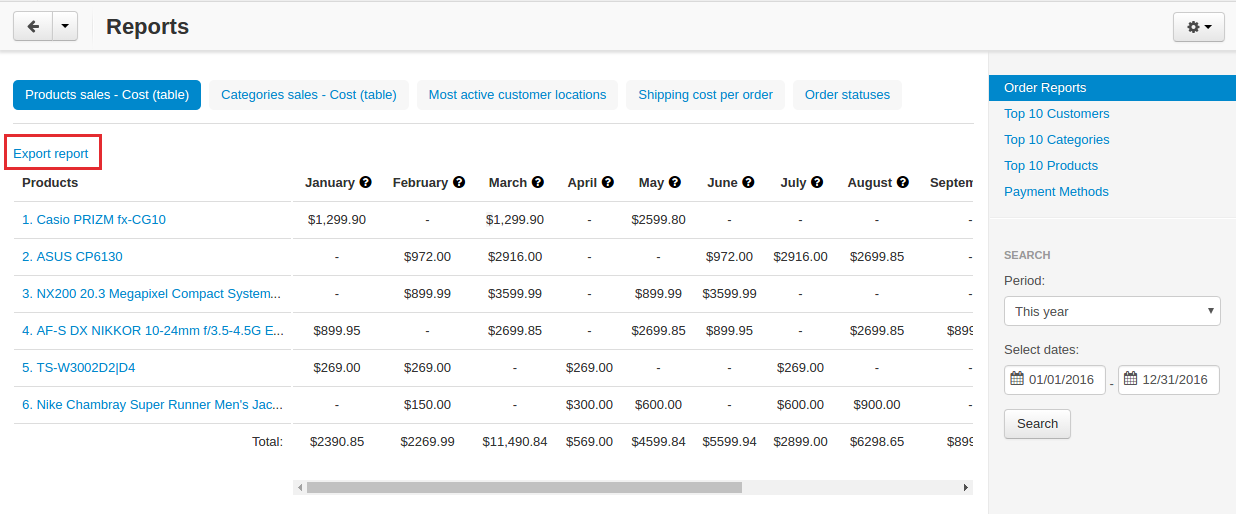 Reports
Products sales - Cost (table) Categories sales - Cost (table) Most active customer locations Shipping cost per order Order statuses
Export report
Products January February March April May June July August Septem
1. Casio PRIZM fx-CG10 $1,299.90 - $1,299.90 - $2599.80 - - - -
2. ASUS CP6130 - $972.00 $2916.00 - - $972.00 $2916.00 $2699.85 -
3. NX200 20.3 Megapixel Compact System... - $899.99 $3599.99 - $899.99 $3599.99 - - -
4. AF-S DX NIKKOR 10-24mm f/3.5-4.5G E... $899.95 - $2699.85 - $2699.85 $899.95 - $2699.85 $899
5. TS-W3002D2|D4 $269.00 $269.00 - $269.00 - - $269.00 - -
6. Nike Chambray Super Runner Men's Jac... - $150.00 - $300.00 $600.00 - $600.00 $900.00 -
Total: $2390.85 $2269.99 $11,490.84 $569.00 $4599.84 $5599.94 $2899.00 $6298.65 $899
Order Reports
Top 10 Customers
Top 10 Categories
Top 10 Products
Payment Methods
SEARCH
Period:
This year
Select dates:
01/01/2016 - 12/31/2016
Search